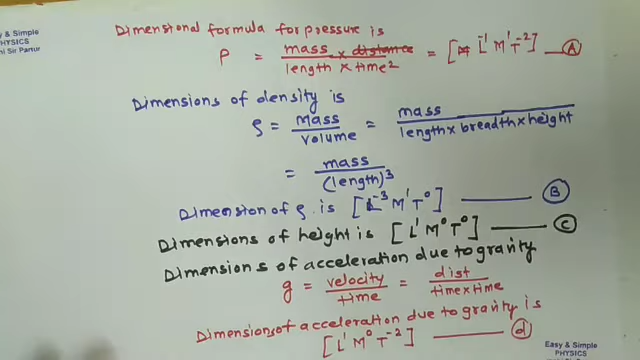 y & Simple
PHYSICS
ni Sir Partur
Dimensional formula for pressure is
P = mass × distance / length × time² = [L⁻¹ M¹ T⁻²] — A
Dimensions of density is
ρ = mass / volume = mass / length × breadth × height
= mass / (length)³
Dimension of ρ is [L⁻³ M¹ T⁰] — B
Dimensions of height is [L¹ M⁰ T⁰] — C
Dimensions of acceleration due to gravity
g = velocity / time = dist / time × time
Dimensions of acceleration due to gravity is
[L¹ M⁰ T⁻²] — d
Easy & Simple
PHYSICS